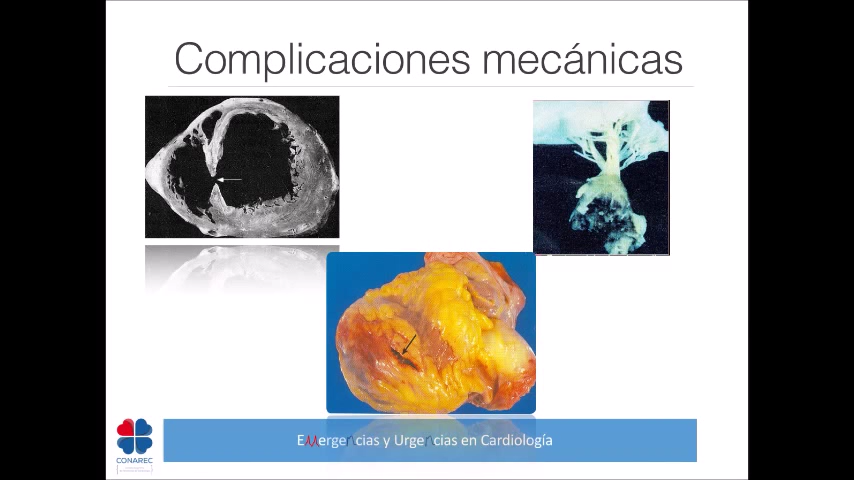 Complicaciones mecánicas
EMergencias y Urgencias en Cardiología
CONAREC